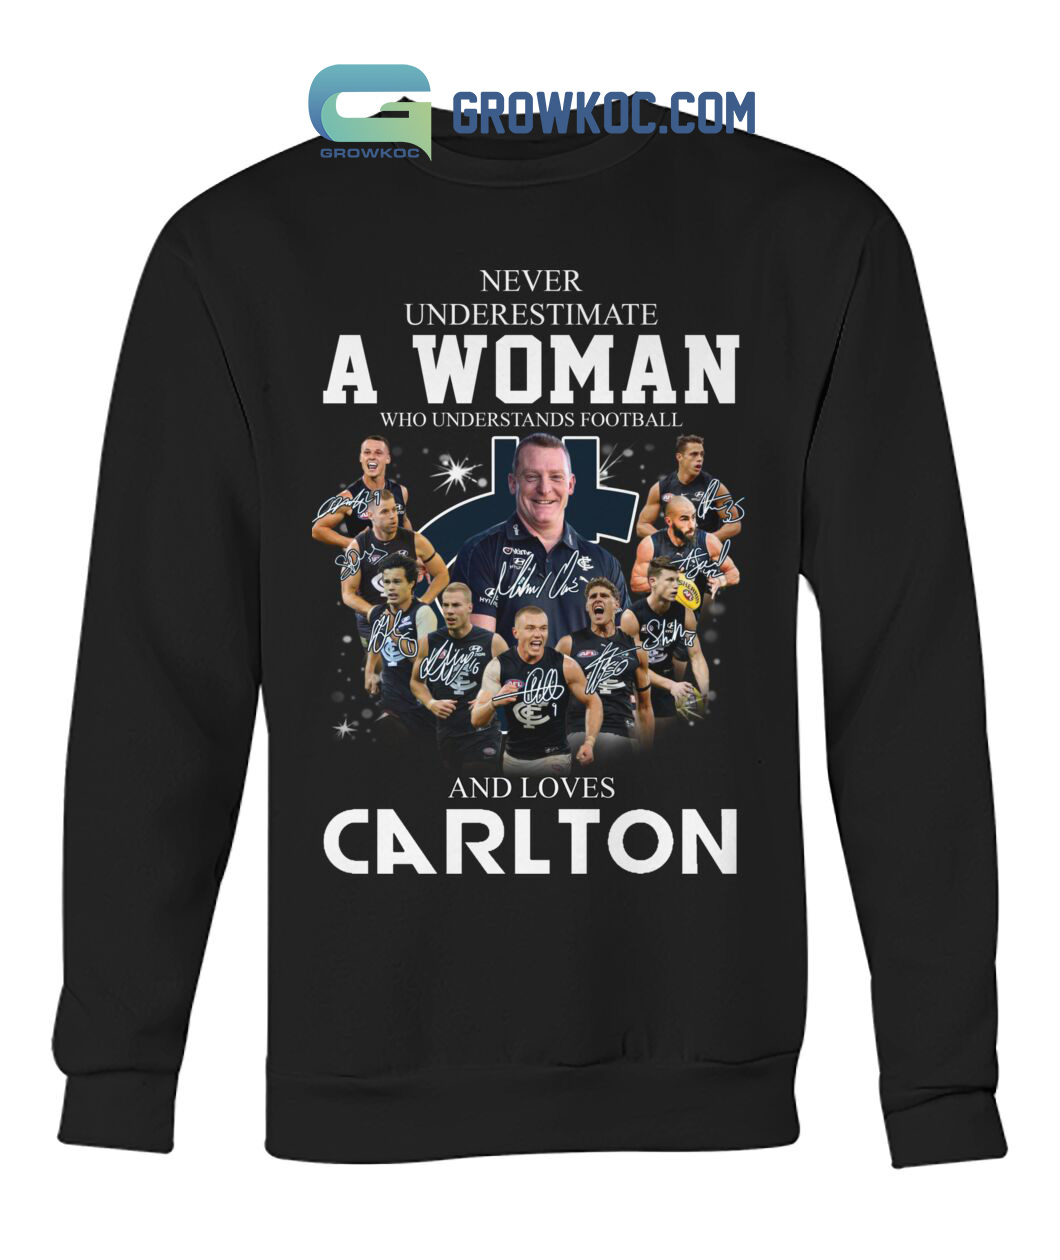 GROWKOC.COM
GROWKOC
NEVER
UNDERESTIMATE
A WOMAN
WHO UNDERSTANDS FOOTBALL
AND LOVES
CARLTON